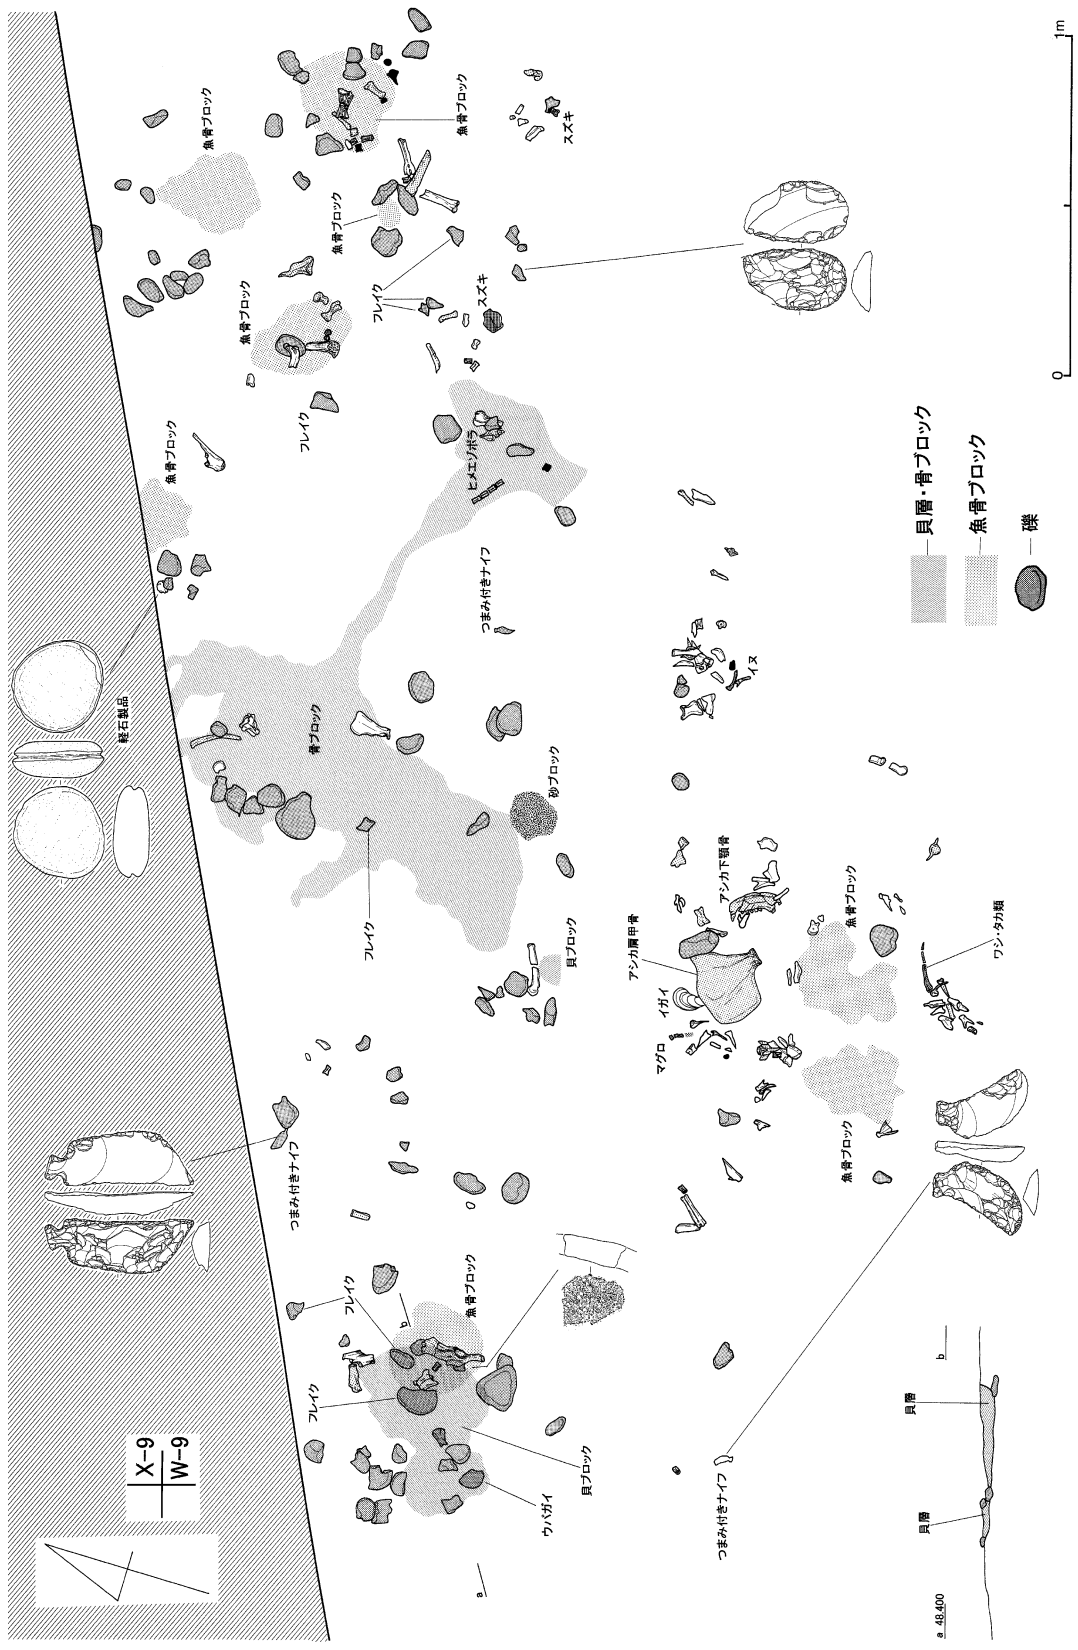 X-9
W-9
軽石製品
つまみ付きナイフ
魚骨ブロック
魚骨ブロック
魚骨ブロック
魚骨ブロック
魚骨ブロック
スズキ
フレイク
スズキ
フレイク
ヒメエゾボラ
つまみ付きナイフ
骨ブロック
砂ブロック
フレイク
貝ブロック
イヌ
アシカ下顎骨
アシカ肩甲骨
イガイ
マグロ
魚骨ブロック
魚骨ブロック
ワシ・タカ類
フレイク
b
魚骨ブロック
フレイク
貝ブロック
ウバガイ
a
つまみ付きナイフ
a 48.400
b
貝層
貝層
貝層・骨ブロック
魚骨ブロック
礫
0
1m